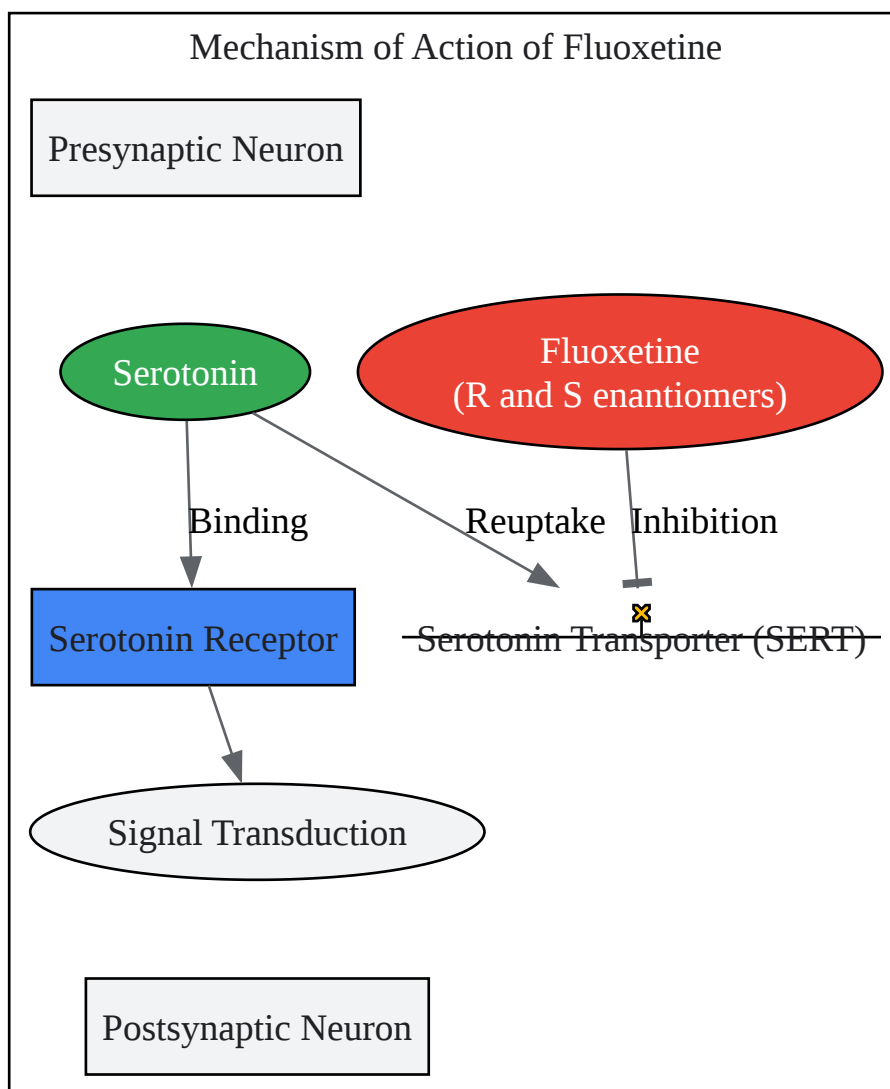 Mechanism of Action of Fluoxetine
Presynaptic Neuron
Serotonin
Fluoxetine
(R and S enantiomers)
Binding
Reuptake
Inhibition
Serotonin Receptor
Serotonin Transporter (SERT)
Signal Transduction
Postsynaptic Neuron